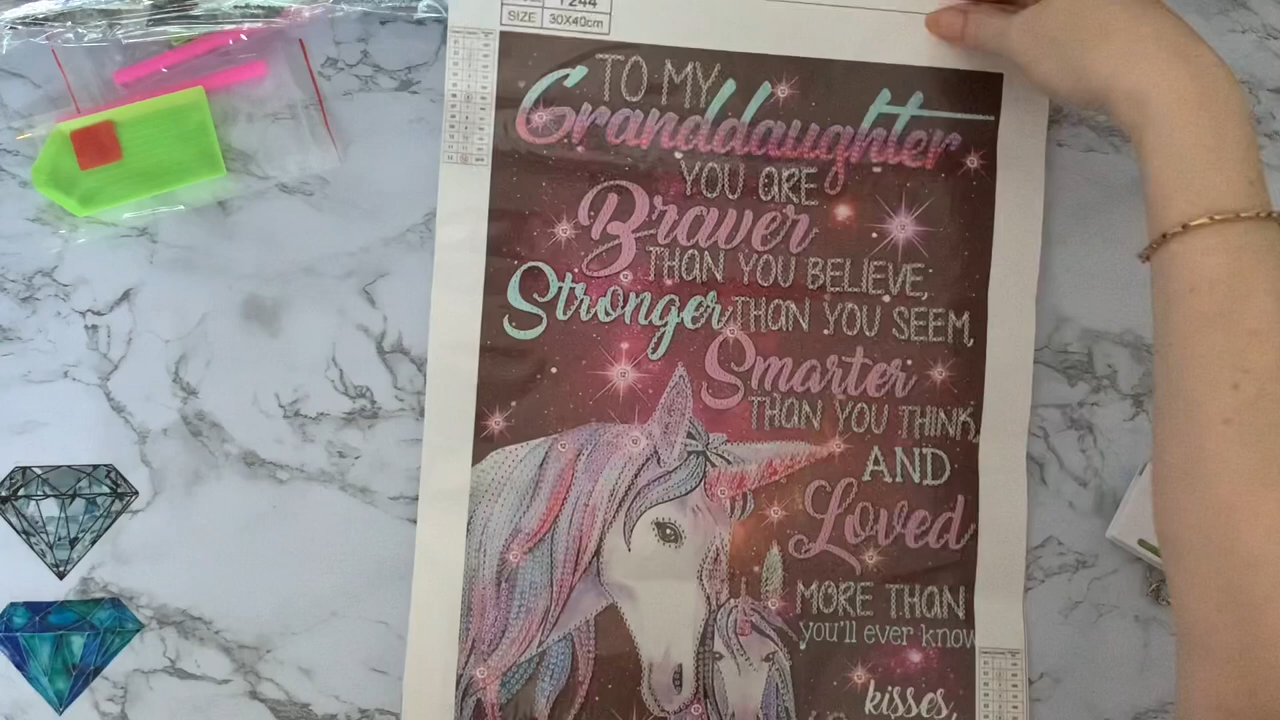 SIZE 30X40cm
TO MY
Granddaughter
YOU ARE
Braver
THAN YOU BELIEVE,
Stronger THAN YOU SEEM,
Smarter
THAN YOU THINK,
AND
Loved
MORE THAN
you'll ever know
kisses,